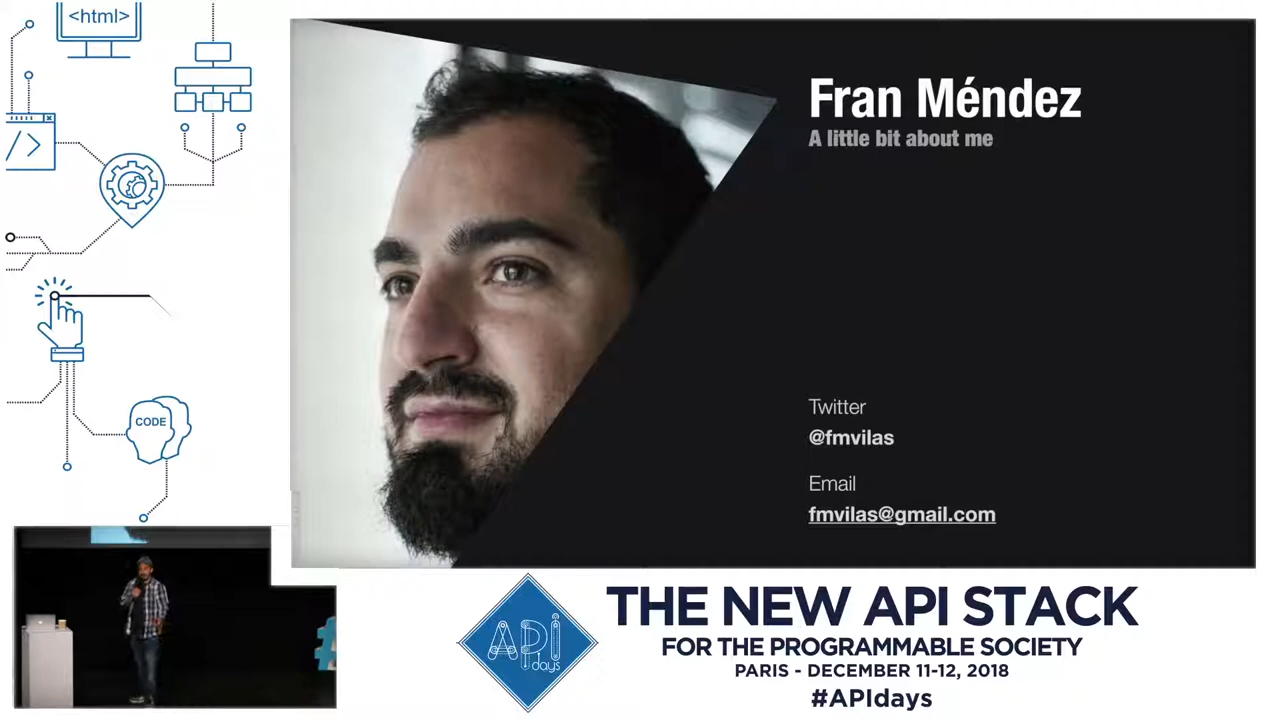 <html>
</>
CODE
Fran Méndez
A little bit about me
Twitter
@fmvilas
Email
fmvilas@gmail.com
API
days
THE NEW API STACK
FOR THE PROGRAMMABLE SOCIETY
PARIS - DECEMBER 11-12, 2018
#APIdays
#